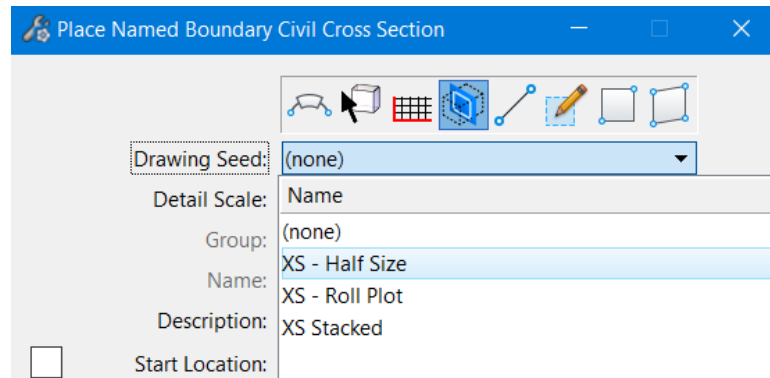 Place Named Boundary Civil Cross Section
Drawing Seed: (none)
Detail Scale: Name
Group: (none)
Name: XS - Half Size
XS - Roll Plot
Description: XS Stacked
Start Location: